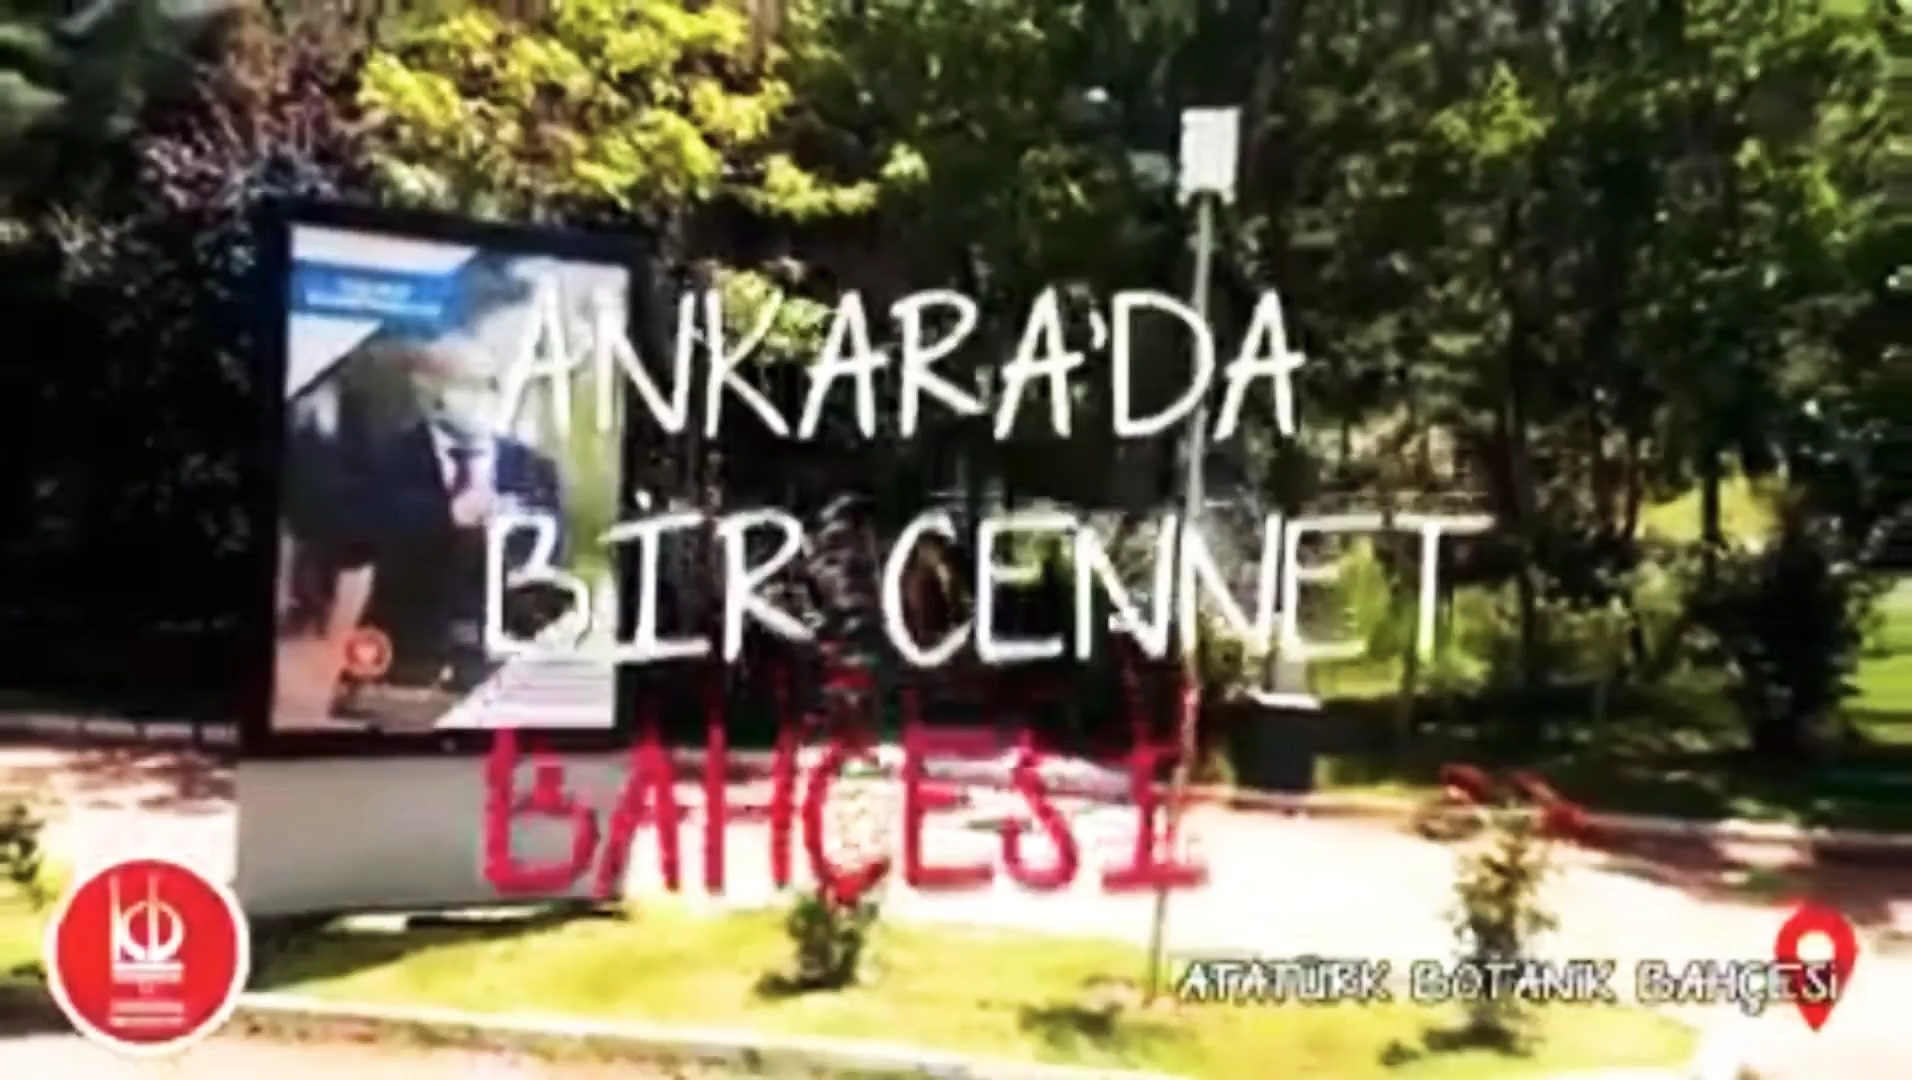 ANKARA'DA
BİR CENNET
BAHÇESİ
ATATÜRK BOTANİK BAHÇESİ